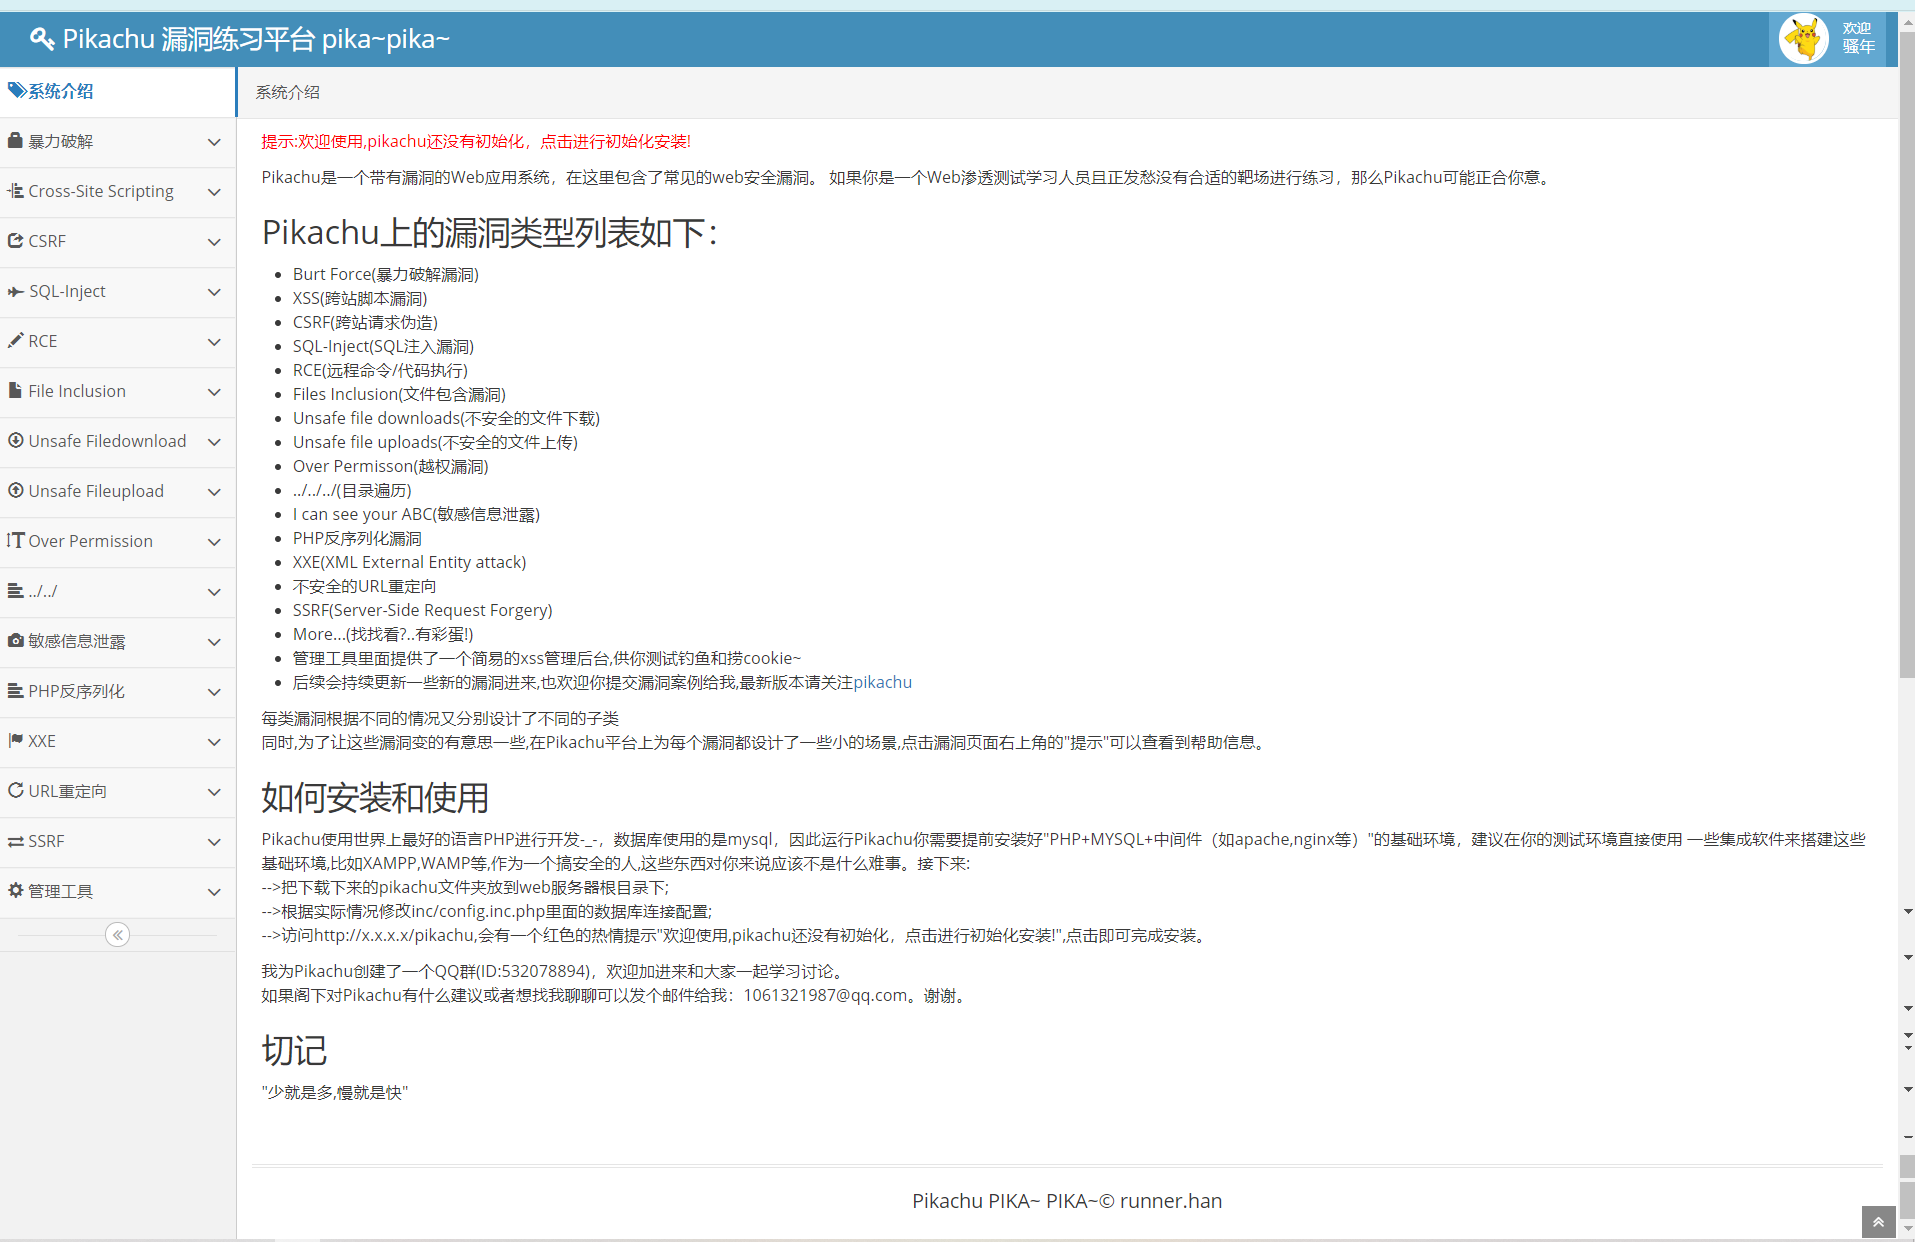 Pikachu 漏洞练习平台 pika~pika~
欢迎
骚年
系统介绍
暴力破解
Cross-Site Scripting
CSRF
SQL-Inject
RCE
File Inclusion
Unsafe Filedownload
Unsafe Fileupload
Over Permission
../../
敏感信息泄露
PHP反序列化
XXE
URL重定向
SSRF
管理工具
系统介绍
提示:欢迎使用,pikachu还没有初始化，点击进行初始化安装!
Pikachu是一个带有漏洞的Web应用系统，在这里包含了常见的web安全漏洞。 如果你是一个Web渗透测试学习人员且正发愁没有合适的靶场进行练习，那么Pikachu可能正合你意。
Pikachu上的漏洞类型列表如下：
Burt Force(暴力破解漏洞)
XSS(跨站脚本漏洞)
CSRF(跨站请求伪造)
SQL-Inject(SQL注入漏洞)
RCE(远程命令/代码执行)
Files Inclusion(文件包含漏洞)
Unsafe file downloads(不安全的文件下载)
Unsafe file uploads(不安全的文件上传)
Over Permisson(越权漏洞)
../../../(目录遍历)
I can see your ABC(敏感信息泄露)
PHP反序列化漏洞
XXE(XML External Entity attack)
不安全的URL重定向
SSRF(Server-Side Request Forgery)
More...(找找看?..有彩蛋!)
管理工具里面提供了一个简易的xss管理后台,供你测试钓鱼和捞cookie~
后续会持续更新一些新的漏洞进来,也欢迎你提交漏洞案例给我,最新版本请关注pikachu
每类漏洞根据不同的情况又分别设计了不同的子类
同时,为了让这些漏洞变的有意思一些,在Pikachu平台上为每个漏洞都设计了一些小的场景,点击漏洞页面右上角的"提示"可以查看到帮助信息。
如何安装和使用
Pikachu使用世界上最好的语言PHP进行开发-_-，数据库使用的是mysql，因此运行Pikachu你需要提前安装好"PHP+MYSQL+中间件（如apache,nginx等）"的基础环境，建议在你的测试环境直接使用 一些集成软件来搭建这些
基础环境,比如XAMPP,WAMP等,作为一个搞安全的人,这些东西对你来说应该不是什么难事。接下来:
-->把下载下来的pikachu文件夹放到web服务器根目录下;
-->根据实际情况修改inc/config.inc.php里面的数据库连接配置;
-->访问http://x.x.x.x/pikachu,会有一个红色的热情提示"欢迎使用,pikachu还没有初始化，点击进行初始化安装!",点击即可完成安装。
我为Pikachu创建了一个QQ群(ID:532078894)，欢迎加进来和大家一起学习讨论。
如果阁下对Pikachu有什么建议或者想找我聊聊可以发个邮件给我：1061321987@qq.com。谢谢。
切记
"少就是多,慢就是快"
Pikachu PIKA~ PIKA~© runner.han